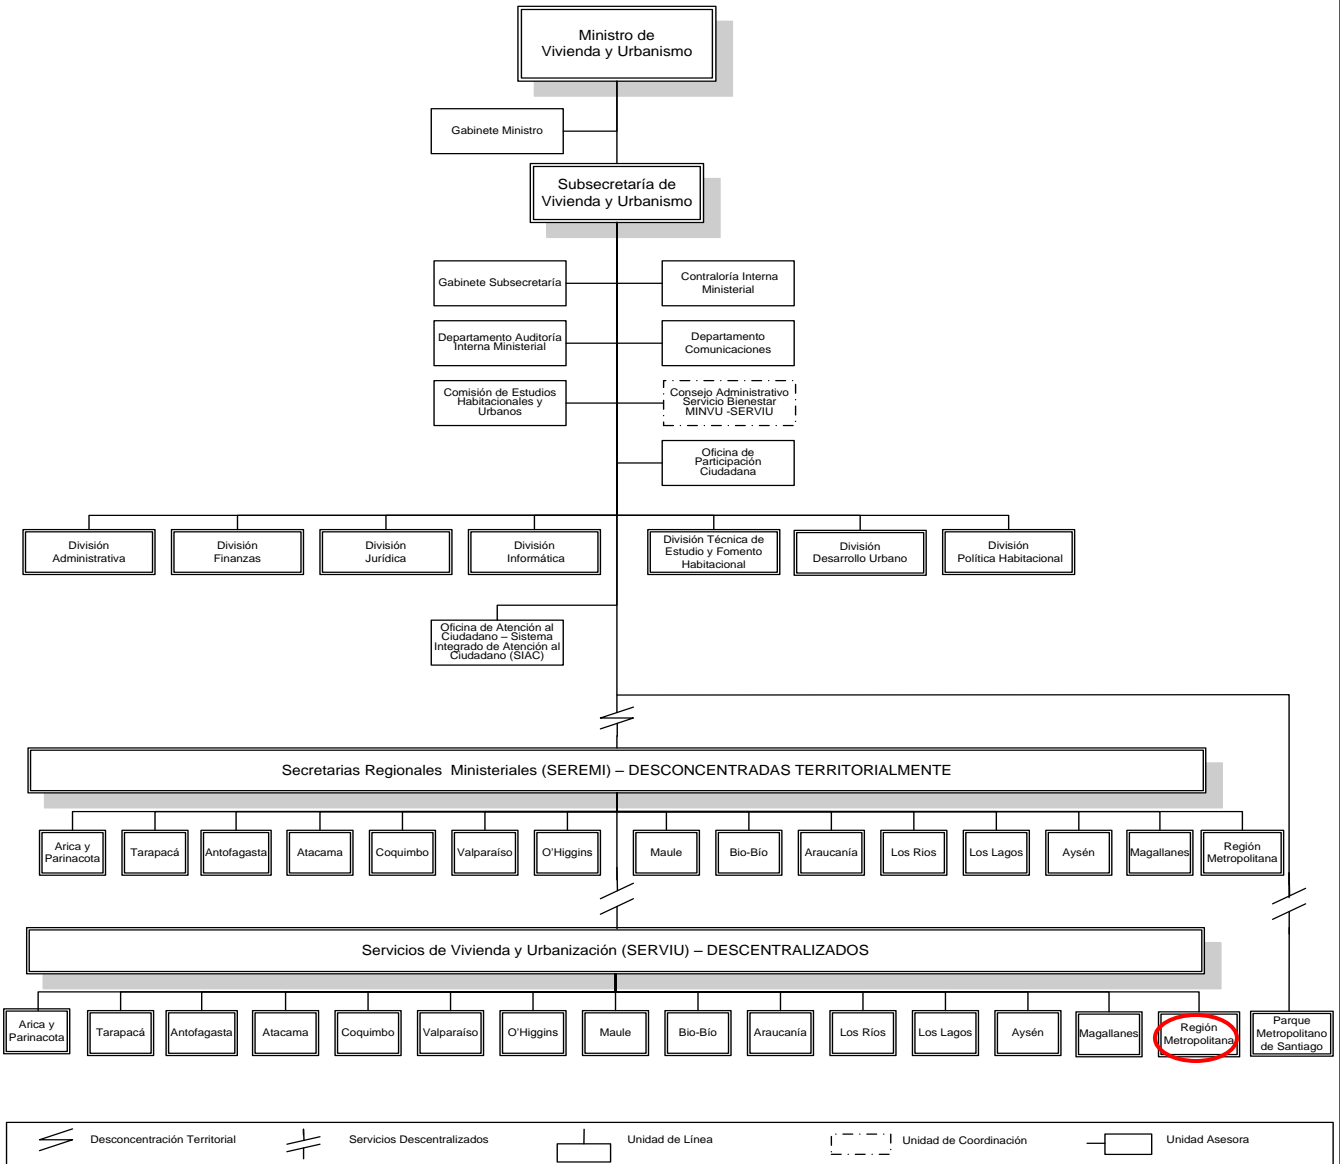 Ministro de
Vivienda y Urbanismo
Gabinete Ministro
Subsecretaría de
Vivienda y Urbanismo
Gabinete Subsecretaría
Contraloría Interna
Ministerial
Departamento Auditoría
Interna Ministerial
Departamento
Comunicaciones
Comisión de Estudios
Habitacionales y
Urbanos
Consejo Administrativo
Servicio Bienestar
MINVU -SERVIU
Oficina de
Participación
Ciudadana
División
Administrativa
División
Finanzas
División
Jurídica
División
Informática
División Técnica de
Estudio y Fomento
Habitacional
División
Desarrollo Urbano
División
Política Habitacional
Oficina de Atención al
Ciudadano – Sistema
Integrado de Atención al
Ciudadano (SIAC)
Secretarias Regionales Ministeriales (SEREMI) – DESCONCENTRADAS TERRITORIALMENTE
Arica y
Parinacota
Tarapacá
Antofagasta
Atacama
Coquimbo
Valparaíso
O'Higgins
Maule
Bio-Bío
Araucanía
Los Rios
Los Lagos
Aysén
Magallanes
Región
Metropolitana
Servicios de Vivienda y Urbanización (SERVIU) – DESCENTRALIZADOS
Arica y
Parinacota
Tarapacá
Antofagasta
Atacama
Coquimbo
Valparaíso
O'Higgins
Maule
Bio-Bío
Araucanía
Los Ríos
Los Lagos
Aysén
Magallanes
Región
Metropolitana
Parque
Metropolitano
de Santiago
Desconcentración Territorial
Servicios Descentralizados
Unidad de Línea
Unidad de Coordinación
Unidad Asesora